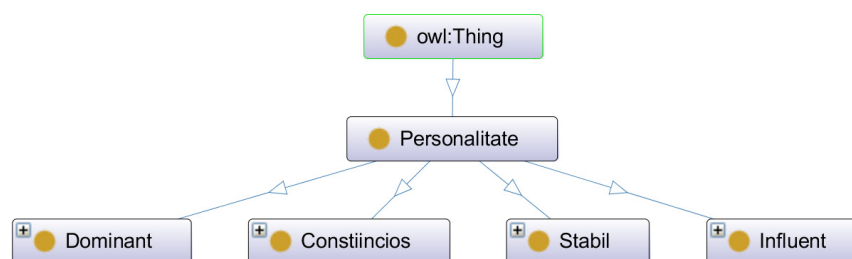 owl:Thing
Personalitate
Dominant
Constiincios
Stabil
Influent